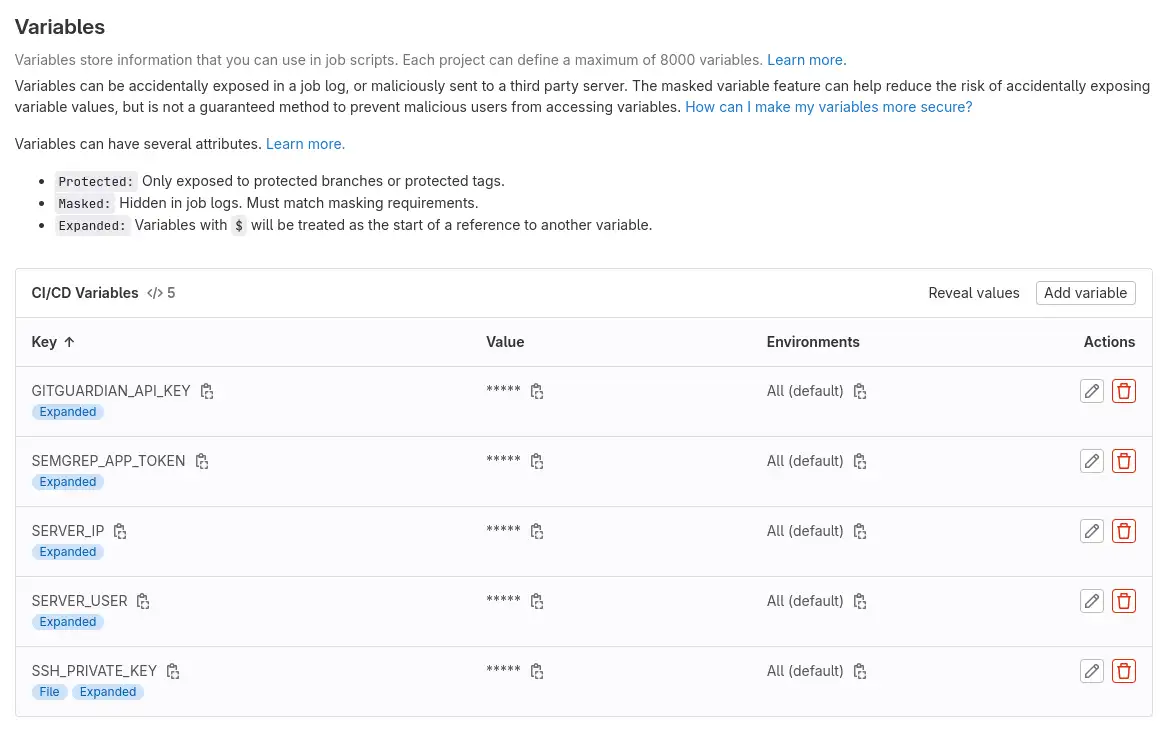 Variables
Variables store information that you can use in job scripts. Each project can define a maximum of 8000 variables. Learn more.
Variables can be accidentally exposed in a job log, or maliciously sent to a third party server. The masked variable feature can help reduce the risk of accidentally exposing
variable values, but is not a guaranteed method to prevent malicious users from accessing variables. How can I make my variables more secure?
Variables can have several attributes. Learn more.
• Protected: Only exposed to protected branches or protected tags.
• Masked: Hidden in job logs. Must match masking requirements.
• Expanded: Variables with $ will be treated as the start of a reference to another variable.
CI/CD Variables </> 5 Reveal values Add variable
Key ↑ Value Environments Actions
GITGUARDIAN_API_KEY ***** All (default)
Expanded
SEMGREP_APP_TOKEN ***** All (default)
Expanded
SERVER_IP ***** All (default)
Expanded
SERVER_USER ***** All (default)
Expanded
SSH_PRIVATE_KEY ***** All (default)
File Expanded